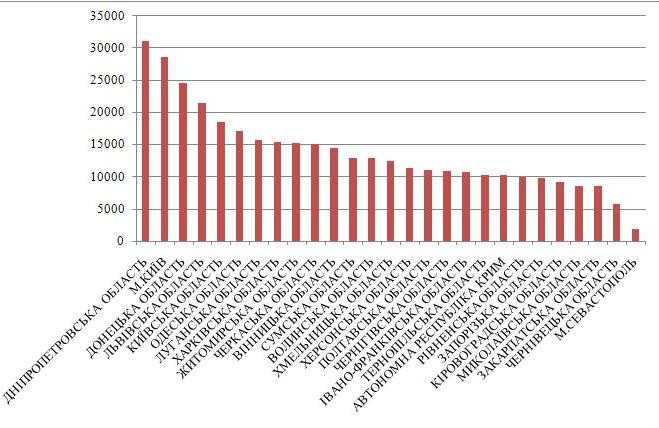 35000
30000
25000
20000
15000
10000
5000
0
ДНІПРОПЕТРОВСЬКА ОБЛАСТЬ
М.КИЇВ
ДОНЕЦЬКА ОБЛАСТЬ
ЛЬВІВСЬКА ОБЛАСТЬ
КИЇВСЬКА ОБЛАСТЬ
ОДЕСЬКА ОБЛАСТЬ
ЛУГАНСЬКА ОБЛАСТЬ
ХАРКІВСЬКА ОБЛАСТЬ
ЖИТОМИРСЬКА ОБЛАСТЬ
ЧЕРКАСЬКА ОБЛАСТЬ
ВІННИЦЬКА ОБЛАСТЬ
СУМСЬКА ОБЛАСТЬ
ВОЛИНСЬКА ОБЛАСТЬ
ХМЕЛЬНИЦЬКА ОБЛАСТЬ
ХЕРСОНСЬКА ОБЛАСТЬ
ПОЛТАВСЬКА ОБЛАСТЬ
ЧЕРНІГІВСЬКА ОБЛАСТЬ
ІВАНО-ФРАНКІВСЬКА ОБЛАСТЬ
ТЕРНОПІЛЬСЬКА ОБЛАСТЬ
АВТОНОМНА РЕСПУБЛІКА КРИМ
РІВНЕНСЬКА ОБЛАСТЬ
ЗАПОРІЗЬКА ОБЛАСТЬ
КІРОВОГРАДСЬКА ОБЛАСТЬ
МИКОЛАЇВСЬКА ОБЛАСТЬ
ЗАКАРПАТСЬКА ОБЛАСТЬ
ЧЕРНІВЕЦЬКА ОБЛАСТЬ
М.СЕВАСТОПОЛЬ